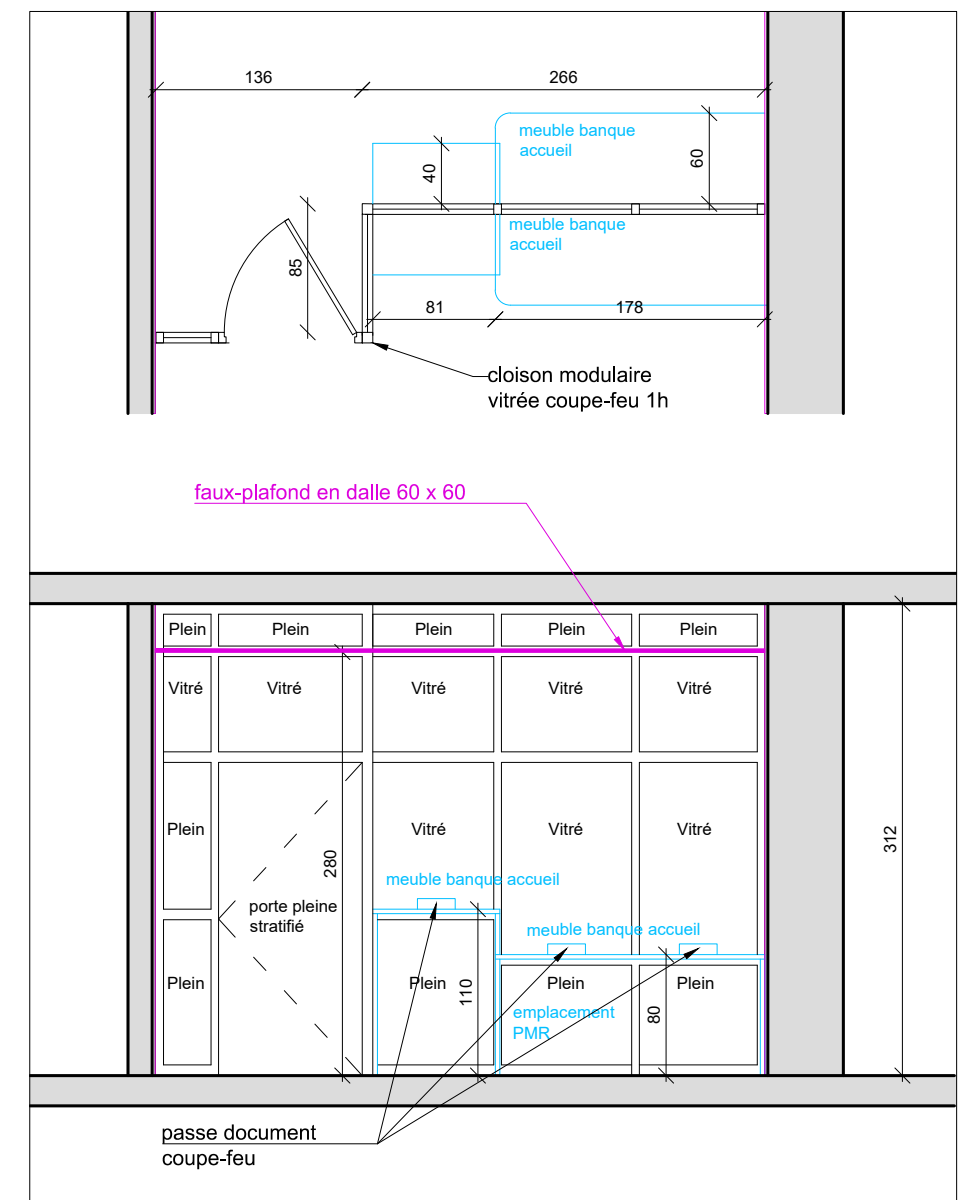 136
266
meuble banque
accueil
40
60
meuble banque
accueil
85
81
178
cloison modulaire
vitrée coupe-feu 1h
faux-plafond en dalle 60 x 60
Plein
Plein
Plein
Plein
Plein
Vitré
Vitré
Vitré
Vitré
Vitré
Plein
Vitré
Vitré
Vitré
312
280
meuble banque accueil
porte pleine
stratifié
meuble banque accueil
Plein
Plein
Plein
Plein
110
80
emplacement
PMR
passe document
coupe-feu